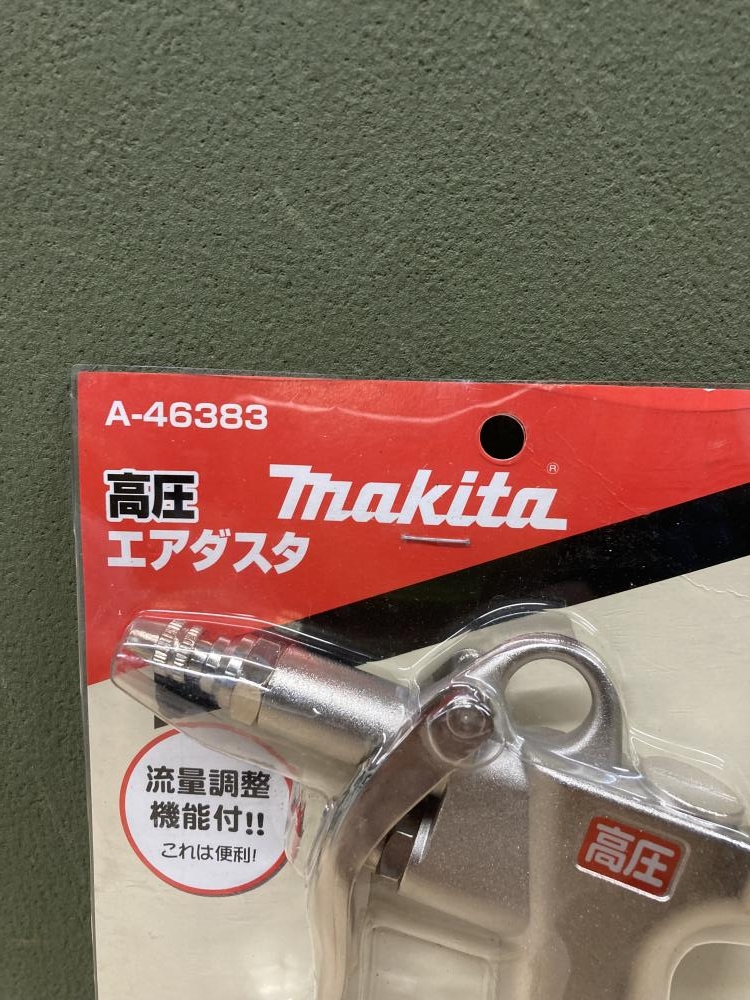 A-46383
高圧
エアダスタ
makita®
流量調整
機能付!!
これは便利!
高圧